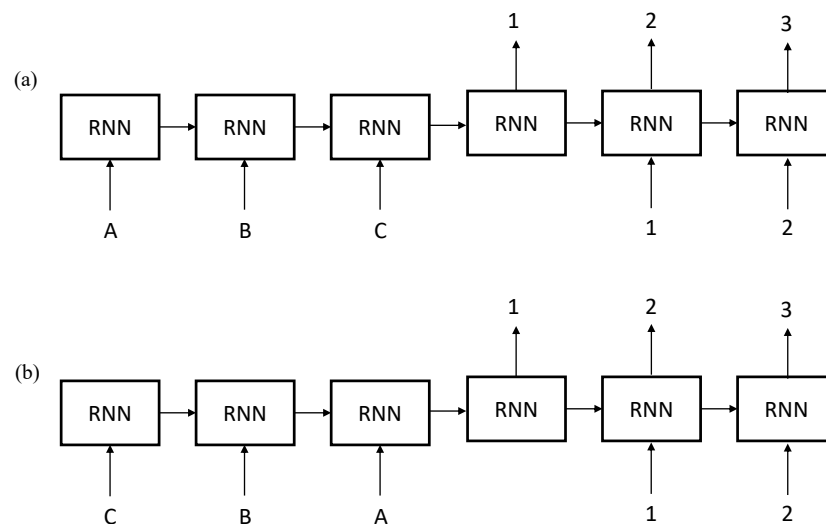 1 2 3
(a)
RNN RNN RNN RNN RNN RNN
A B C 1 2
1 2 3
(b)
RNN RNN RNN RNN RNN RNN
C B A 1 2